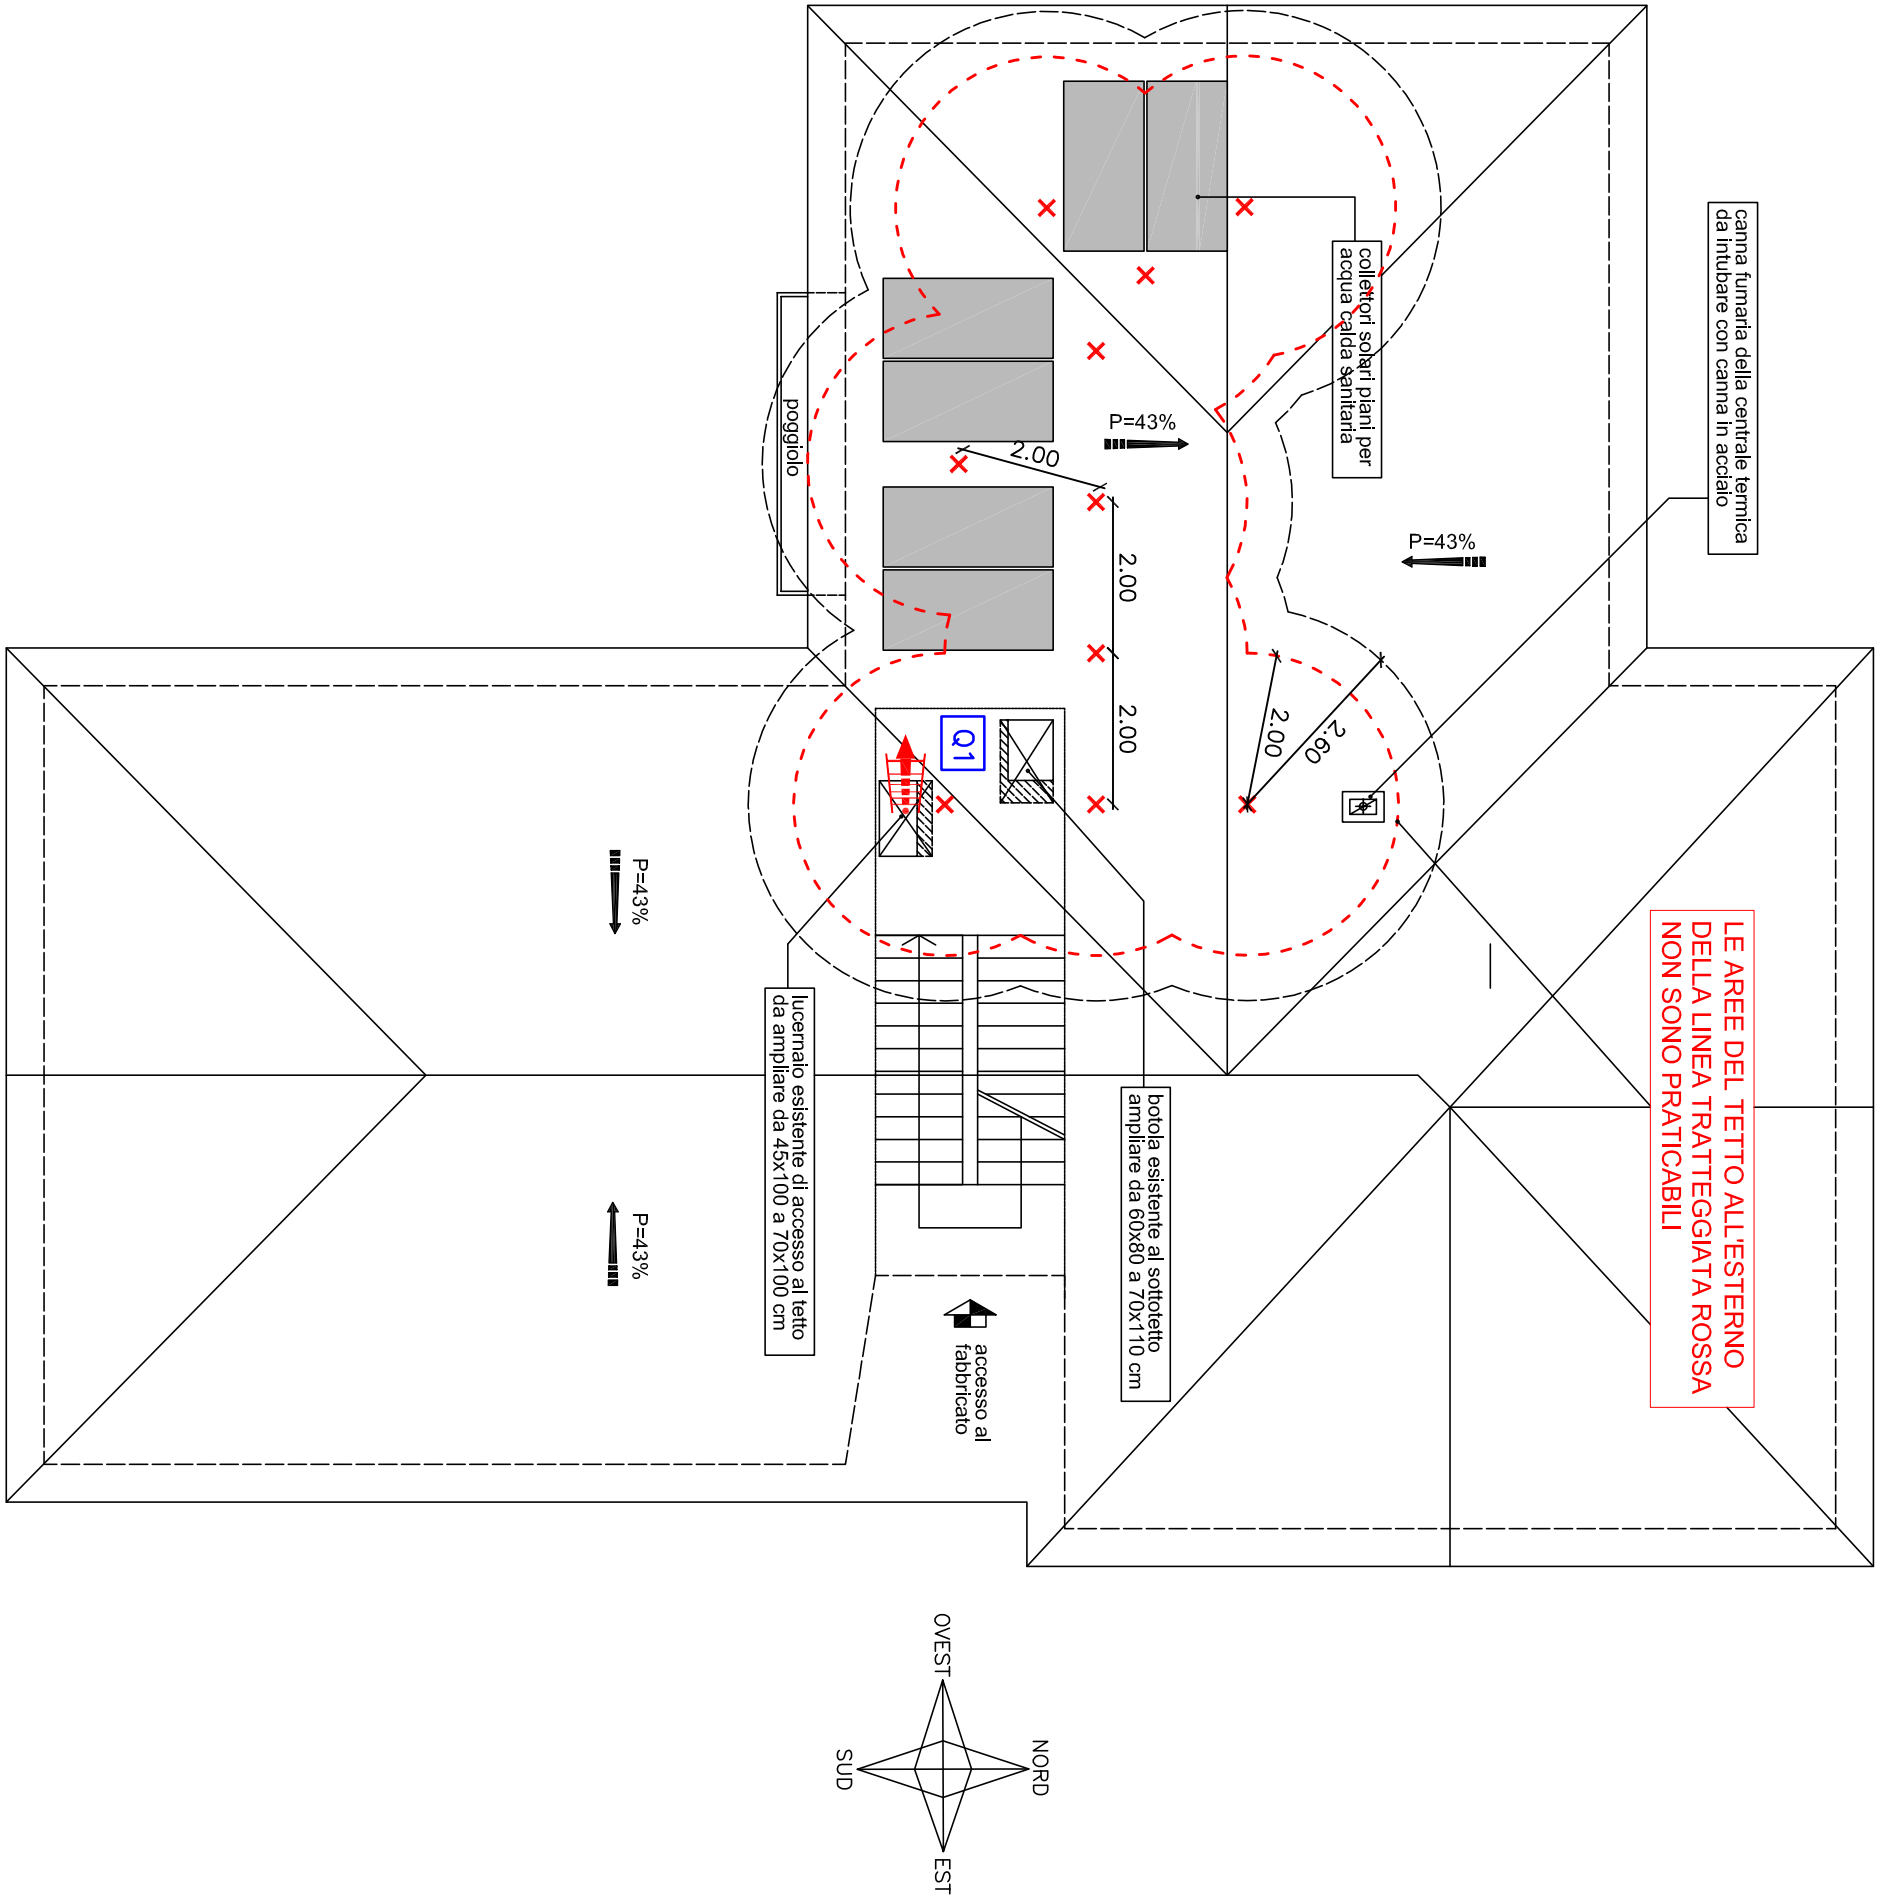 canna fumaria della centrale termica
da intubare con canna in acciaio
collettori solari piani per
acqua calda sanitaria
P=43%
P=43%
poggiolo
2.00
2.00
2.00
2.00
2.60
Q1
LE AREE DEL TETTO ALL'ESTERNO
DELLA LINEA TRATTEGGIATA ROSSA
NON SONO PRATICABILI
P=43%
P=43%
lucernaio esistente di accesso al tetto
da ampliare da 45x100 a 70x100 cm
botola esistente al sottotetto
ampliare da 60x80 a 70x110 cm
accesso al
fabbricato
OVEST
NORD
SUD
EST